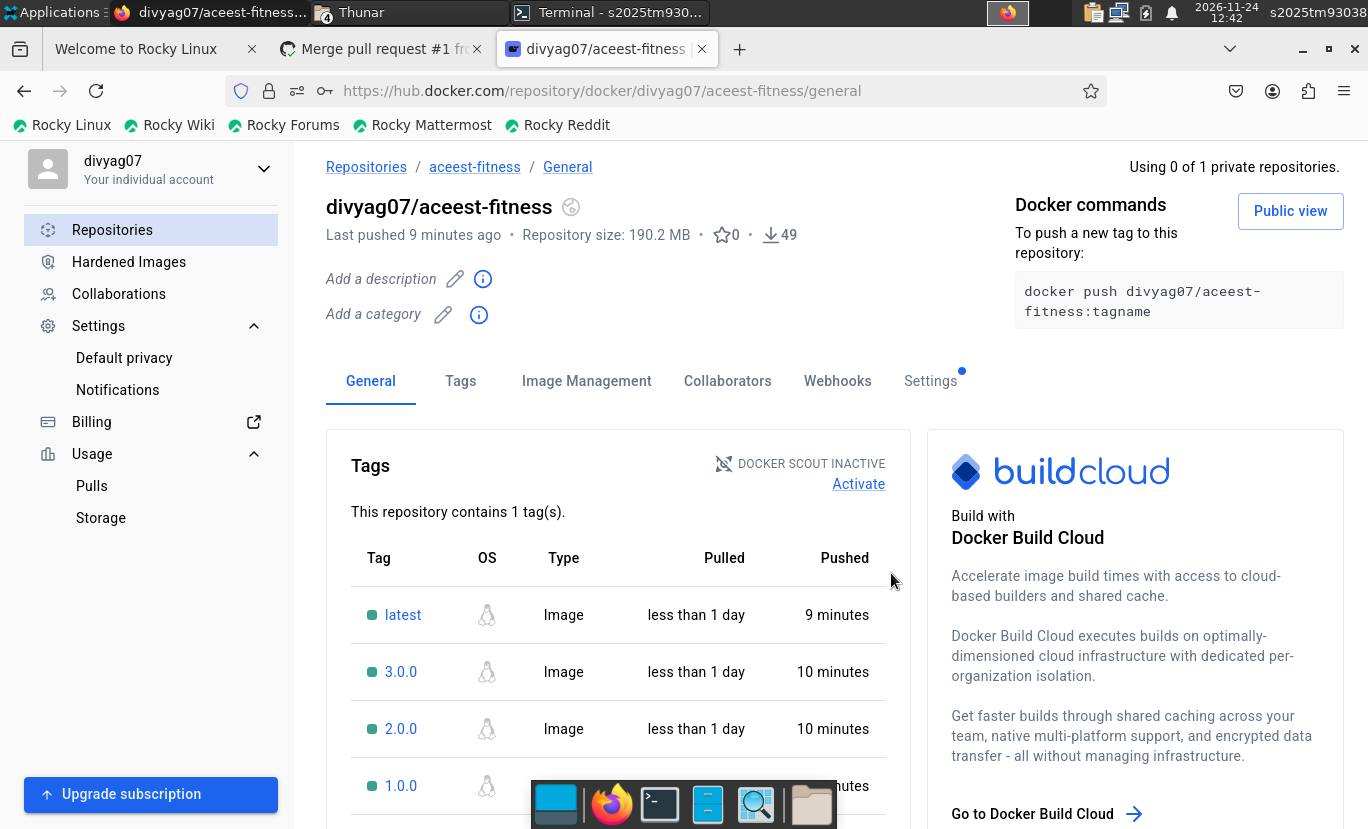 Applications
divyag07/aceest-fitness...
4
Thunar
Terminal - s2025tm930...
2026-11-24
12:42
s2025tm93038
Welcome to Rocky Linux
Merge pull request #1 fro
divyag07/aceest-fitness |
https://hub.docker.com/repository/docker/divyag07/aceest-fitness/general
Rocky Linux
Rocky Wiki
Rocky Forums
Rocky Mattermost
Rocky Reddit
divyag07
Your individual account
Repositories
Hardened Images
Collaborations
Settings
Default privacy
Notifications
Billing
Usage
Pulls
Storage
Upgrade subscription
Repositories / aceest-fitness / General
Using 0 of 1 private repositories.
divyag07/aceest-fitness
Last pushed 9 minutes ago • Repository size: 190.2 MB • 0 • 49
Add a description
Add a category
Docker commands
Public view
To push a new tag to this
repository:
docker push divyag07/aceest-
fitness:tagname
General
Tags
Image Management
Collaborators
Webhooks
Settings
Tags
DOCKER SCOUT INACTIVE
Activate
This repository contains 1 tag(s).
Tag OS Type Pulled Pushed
latest Image less than 1 day 9 minutes
3.0.0 Image less than 1 day 10 minutes
2.0.0 Image less than 1 day 10 minutes
1.0.0
buildcloud
Build with
Docker Build Cloud
Accelerate image build times with access to cloud-
based builders and shared cache.
Docker Build Cloud executes builds on optimally-
dimensioned cloud infrastructure with dedicated per-
organization isolation.
Get faster builds through shared caching across your
team, native multi-platform support, and encrypted data
transfer - all without managing infrastructure.
Go to Docker Build Cloud